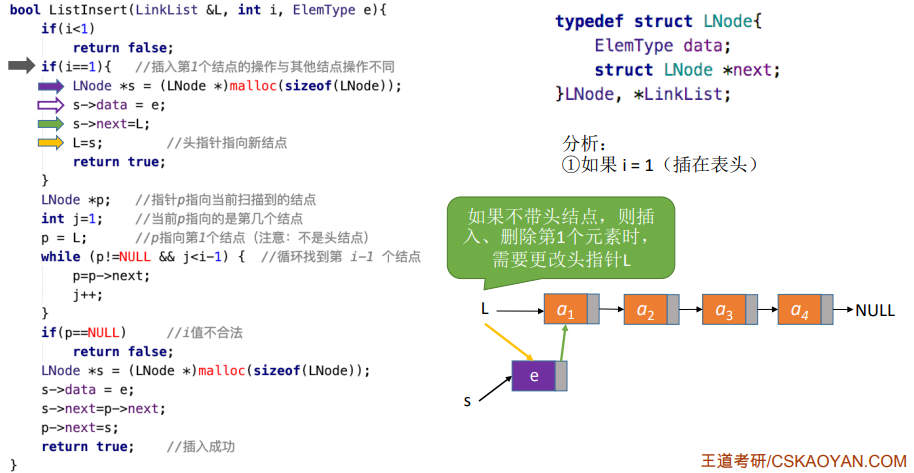 bool ListInsert(LinkList &L, int i, ElemType e){
if(i<1)
return false;
if(i==1){ //插入第1个结点的操作与其他结点操作不同
LNode *s = (LNode *)malloc(sizeof(LNode));
s->data = e;
s->next=L;
L=s; //头指针指向新结点
return true;
}
LNode *p; //指针p指向当前扫描到的结点
int j=1; //当前p指向的是第几个结点
p = L; //p指向第1个结点（注意：不是头结点）
while (p!=NULL && j<i-1) { //循环找到第 i-1 个结点
p=p->next;
j++;
}
if(p==NULL) //i值不合法
return false;
LNode *s = (LNode *)malloc(sizeof(LNode));
s->data = e;
s->next=p->next;
p->next=s;
return true; //插入成功
}
typedef struct LNode{
ElemType data;
struct LNode *next;
}LNode, *LinkList;
分析：
①如果 i = 1（插在表头）
如果不带头结点，则插
入、删除第1个元素时，
需要更改头指针L
L a1 a2 a3 a4 NULL
e
s
王道考研/CSKAOYAN.COM